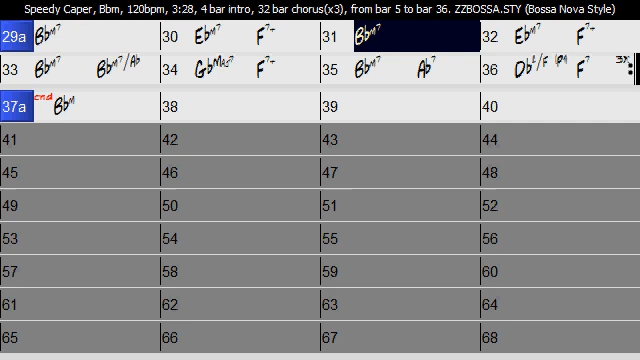 Speedy Caper, Bbm, 120bpm, 3:28, 4 bar intro, 32 bar chorus(x3), from bar 5 to bar 36. ZZBOSSA.STY (Bossa Nova Style)
29a Bbm7 30 Ebm7 F7+ 31 Bbm7 32 Ebm7 F7+
33 Bbm7 Bbm7/Ab 34 GbMaj7 F7+ 35 Bbm7 Ab7 36 F7 3x
37a end Bbm 38 39 40
41 42 43 44
45 46 47 48
49 50 51 52
53 54 55 56
57 58 59 60
61 62 63 64
65 66 67 68